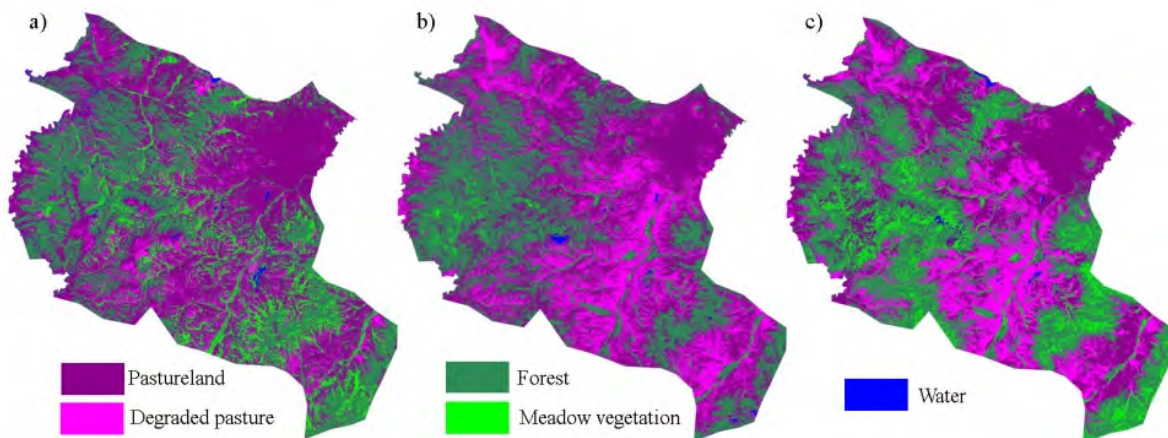 a)
b)
c)
Pastureland
Degraded pasture
Forest
Meadow vegetation
Water